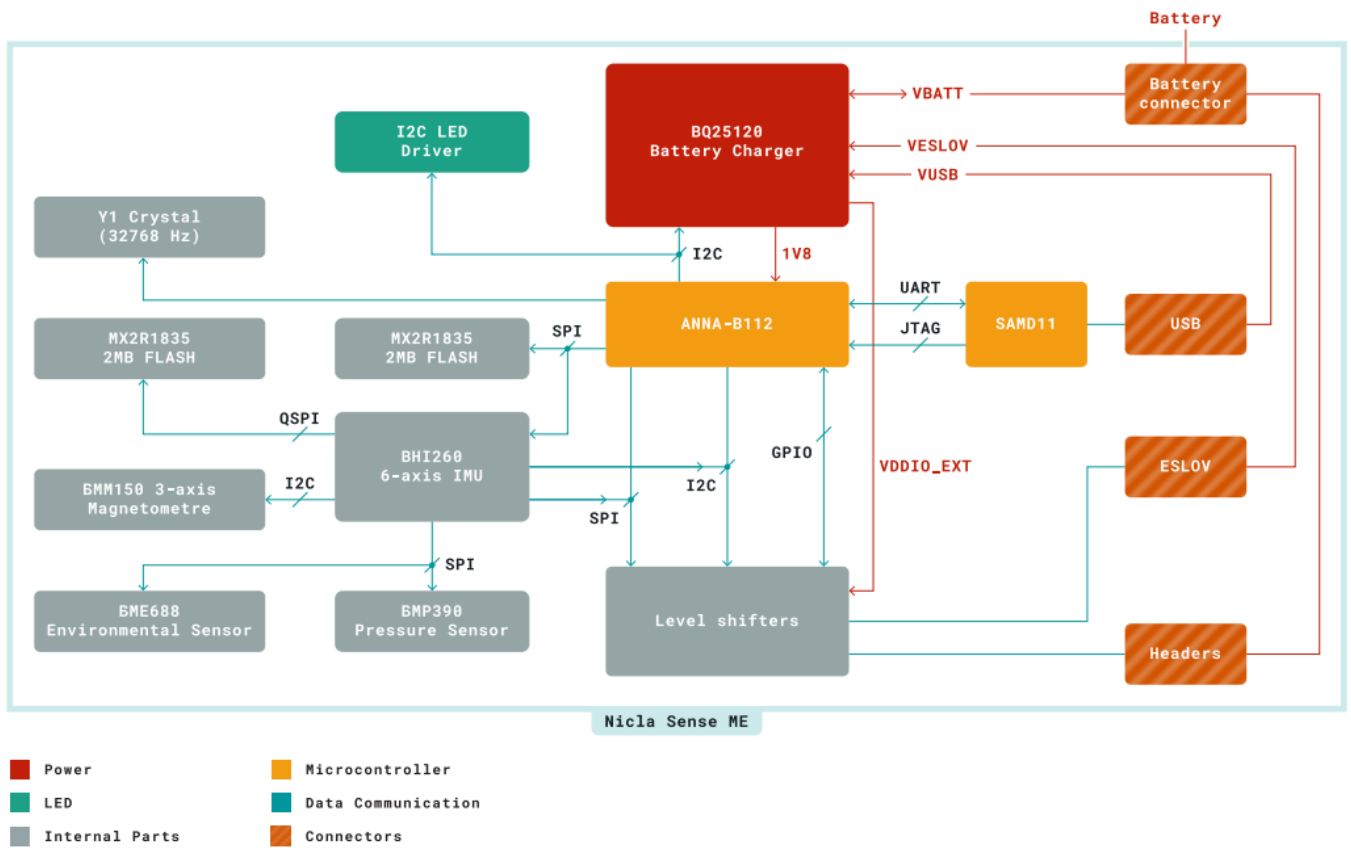 Battery
BQ25120
Battery Charger
VBATT
Battery
connector
I2C LED
Driver
VESLOV
VUSB
Y1 Crystal
(32768 Hz)
I2C
1V8
ANNA-B112
UART
JTAG
SAMD11
USB
MX2R1835
2MB FLASH
MX2R1835
2MB FLASH
SPI
QSPI
BHI260
6-axis IMU
GPIO
VDDIO_EXT
ESLOV
BMM150 3-axis
Magnetometre
I2C
I2C
SPI
SPI
BME688
Environmental Sensor
BMP390
Pressure Sensor
Level shifters
Headers
Nicla Sense ME
Power
Microcontroller
LED
Data Communication
Internal Parts
Connectors